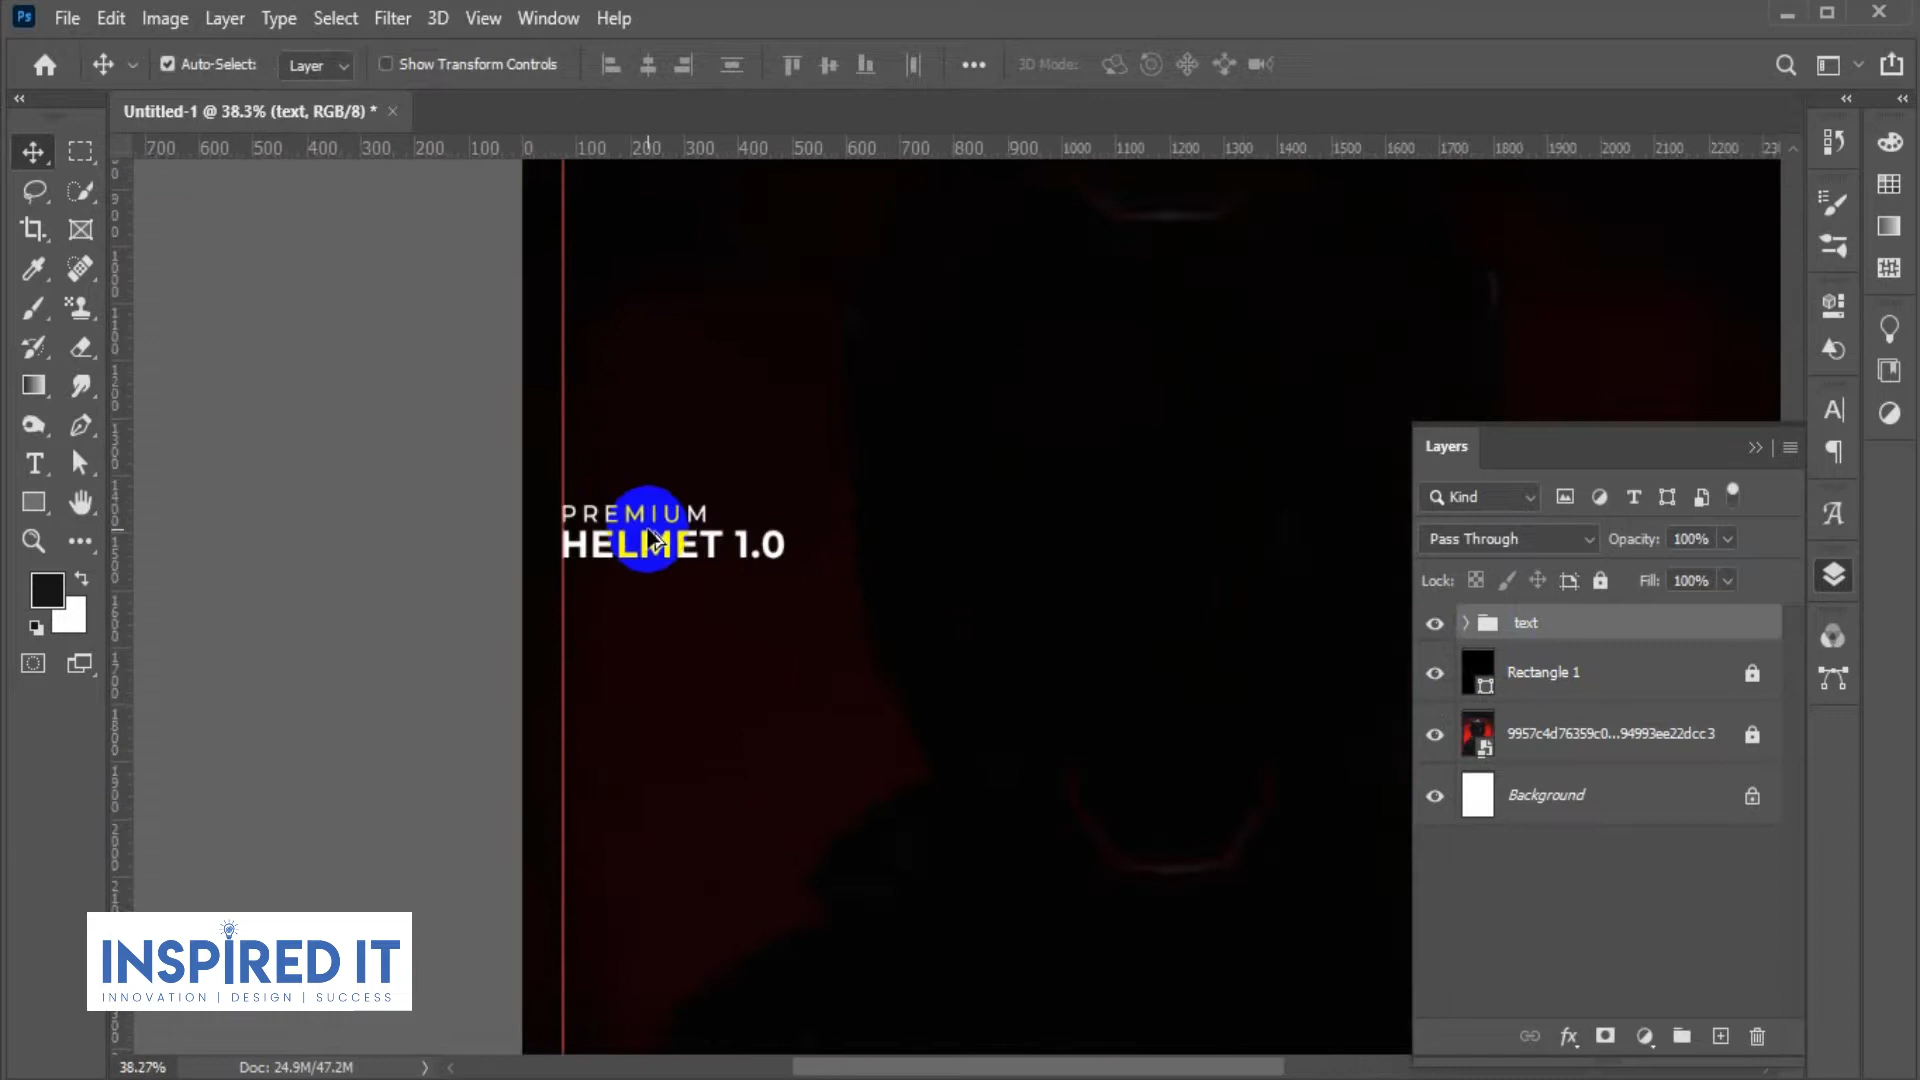 Ps File Edit Image Layer Type Select Filter 3D View Window Help
Auto-Select: Layer Show Transform Controls 3D Mode:
Untitled-1 @ 38.3% (text, RGB/8) *
700 600 500 400 300 200 100 0 100 200 300 400 500 600 700 800 900 1000 1100 1200 1300 1400 1500 1600 1700 1800 1900 2000 2100 2200
Layers
Kind
Pass Through Opacity: 100%
Lock: Fill: 100%
text
Rectangle 1
9957c4d76359c0...94993ee22dcc3
Background
PREMIUM
HELMET 1.0
INSPIRED IT
INNOVATION | DESIGN | SUCCESS
38.27% Doc: 24.9M/47.2M